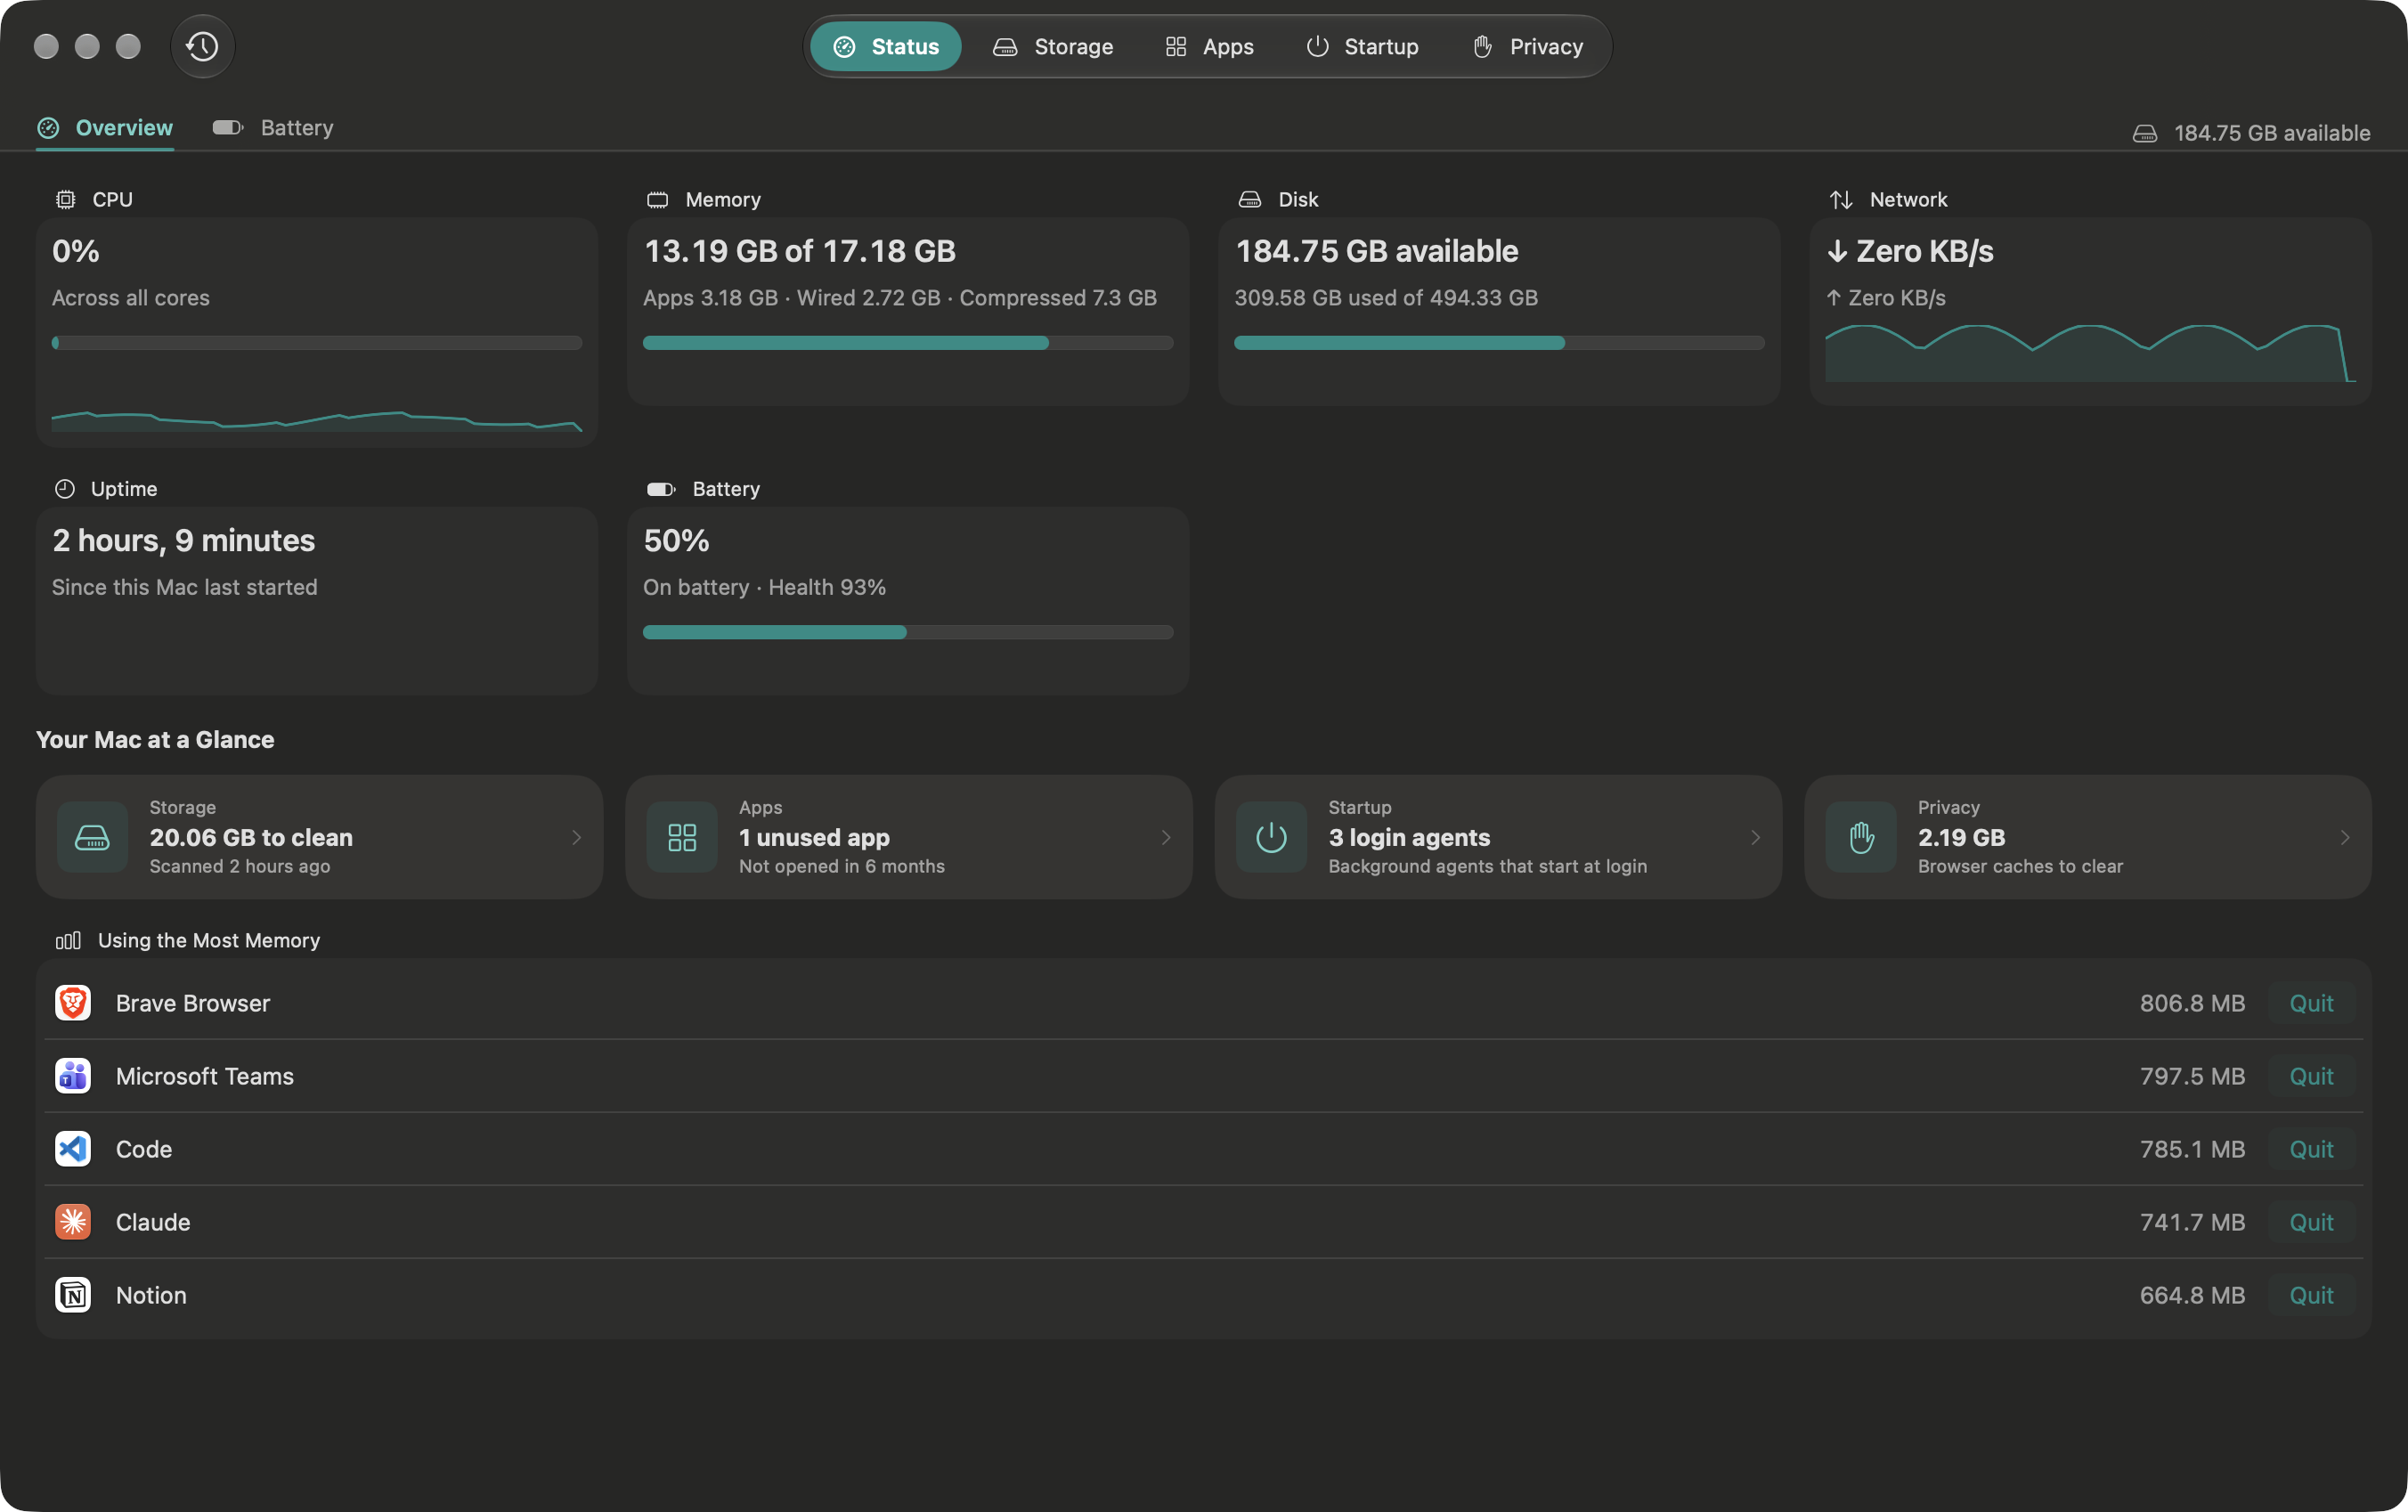 Status
Storage
Apps
Startup
Privacy
Overview
Battery
184.75 GB available
CPU
0%
Across all cores
Memory
13.19 GB of 17.18 GB
Apps 3.18 GB · Wired 2.72 GB · Compressed 7.3 GB
Disk
184.75 GB available
309.58 GB used of 494.33 GB
Network
↓ Zero KB/s
↑ Zero KB/s
Uptime
2 hours, 9 minutes
Since this Mac last started
Battery
50%
On battery · Health 93%
Your Mac at a Glance
Storage
20.06 GB to clean
Scanned 2 hours ago
Apps
1 unused app
Not opened in 6 months
Startup
3 login agents
Background agents that start at login
Privacy
2.19 GB
Browser caches to clear
Using the Most Memory
Brave Browser 806.8 MB Quit
Microsoft Teams 797.5 MB Quit
Code 785.1 MB Quit
Claude 741.7 MB Quit
Notion 664.8 MB Quit